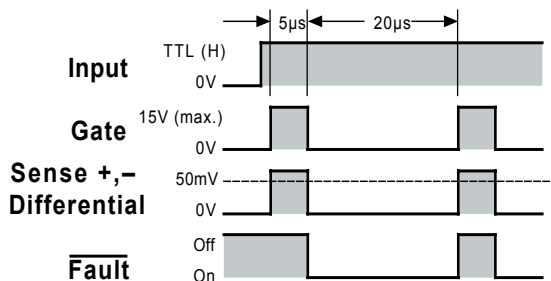 5µs 20µs
Input TTL (H)
0V
Gate 15V (max.)
0V
Sense +,–
Differential
50mV
0V
Fault
Off
On